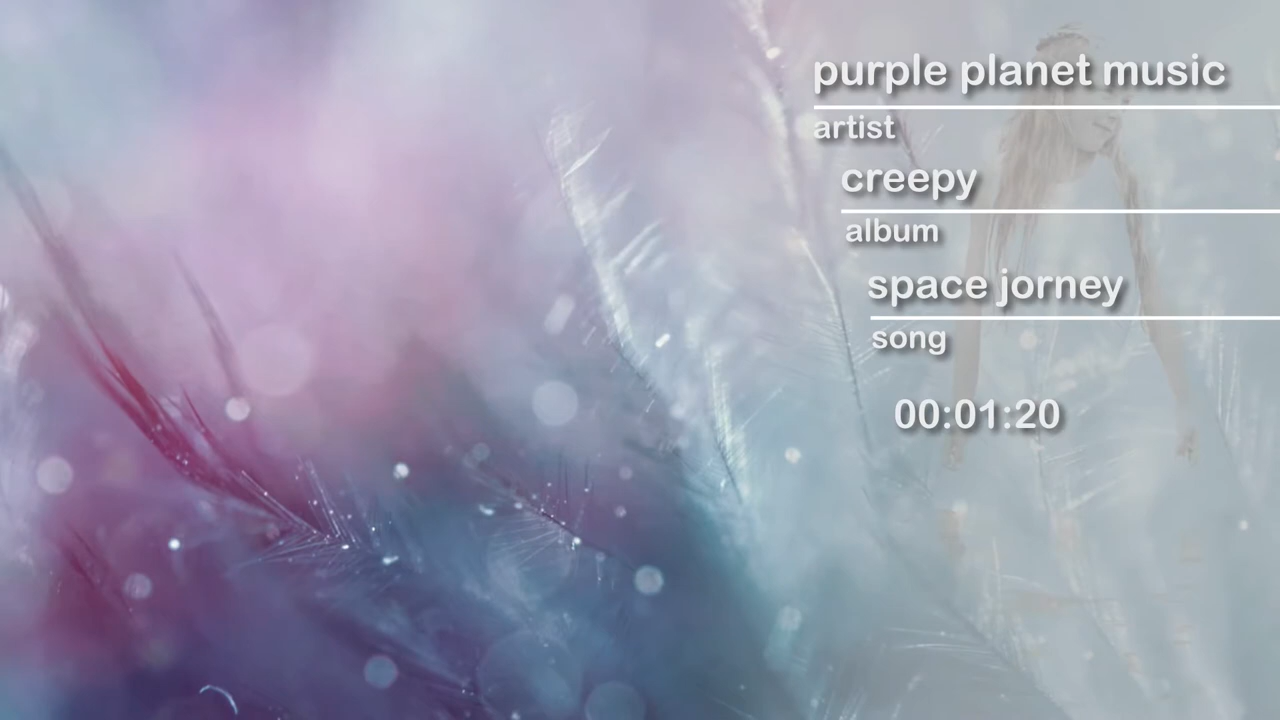 purple planet music
artist
creepy
album
space jorney
song
00:01:20